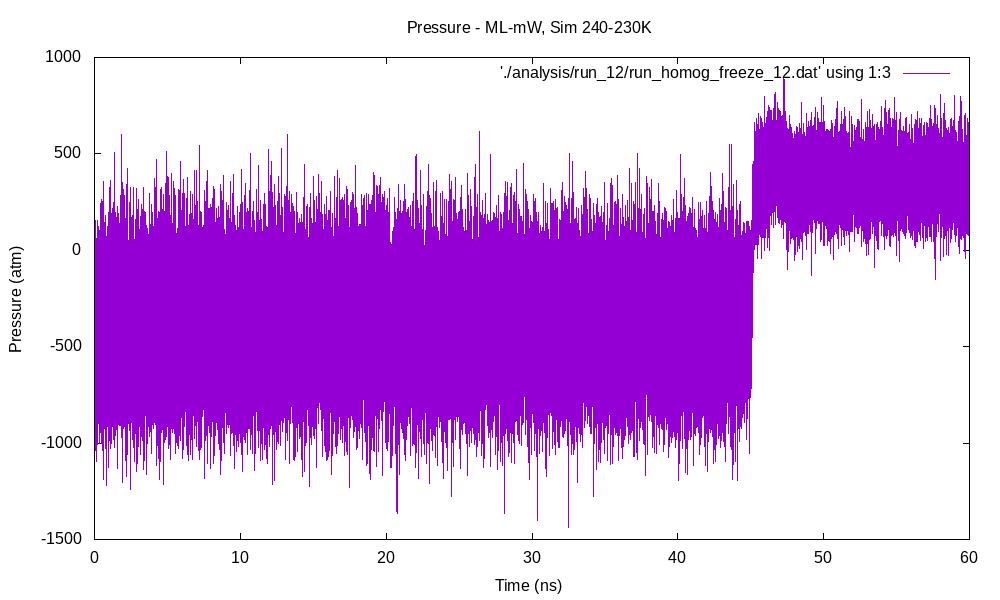 Pressure - ML-mW, Sim 240-230K
'./analysis/run_12/run_homog_freeze_12.dat' using 1:3
Pressure (atm)
1000
500
0
-500
-1000
-1500
0 10 20 30 40 50 60
Time (ns)